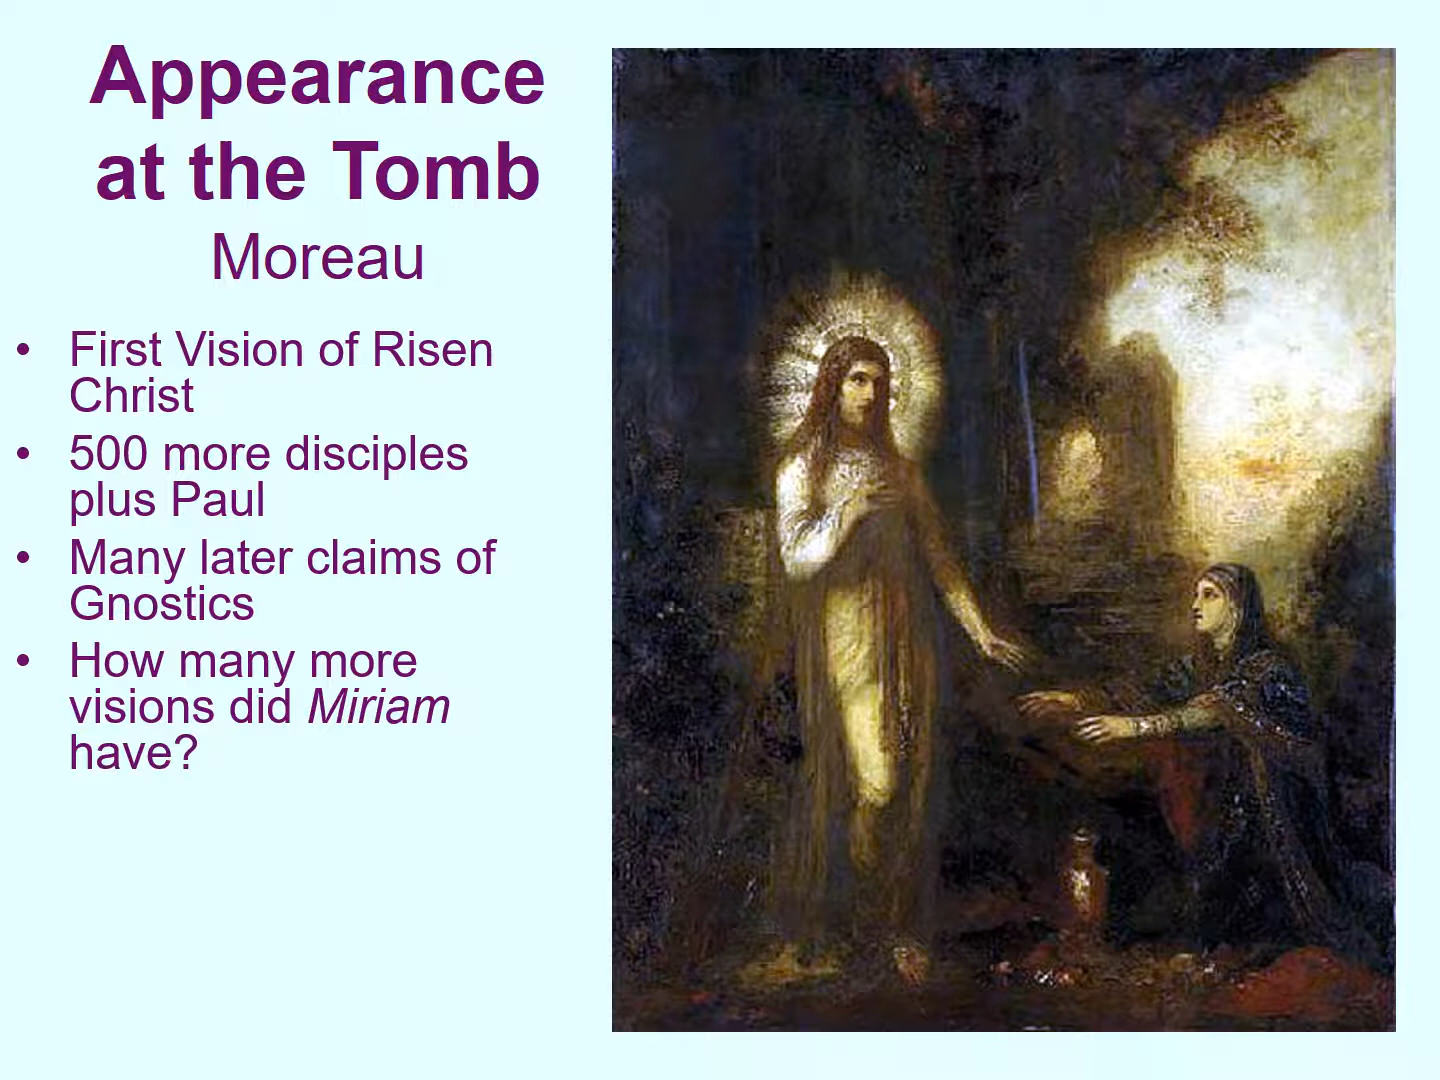 Appearance
at the Tomb
Moreau
• First Vision of Risen
Christ
• 500 more disciples
plus Paul
• Many later claims of
Gnostics
• How many more
visions did Miriam
have?